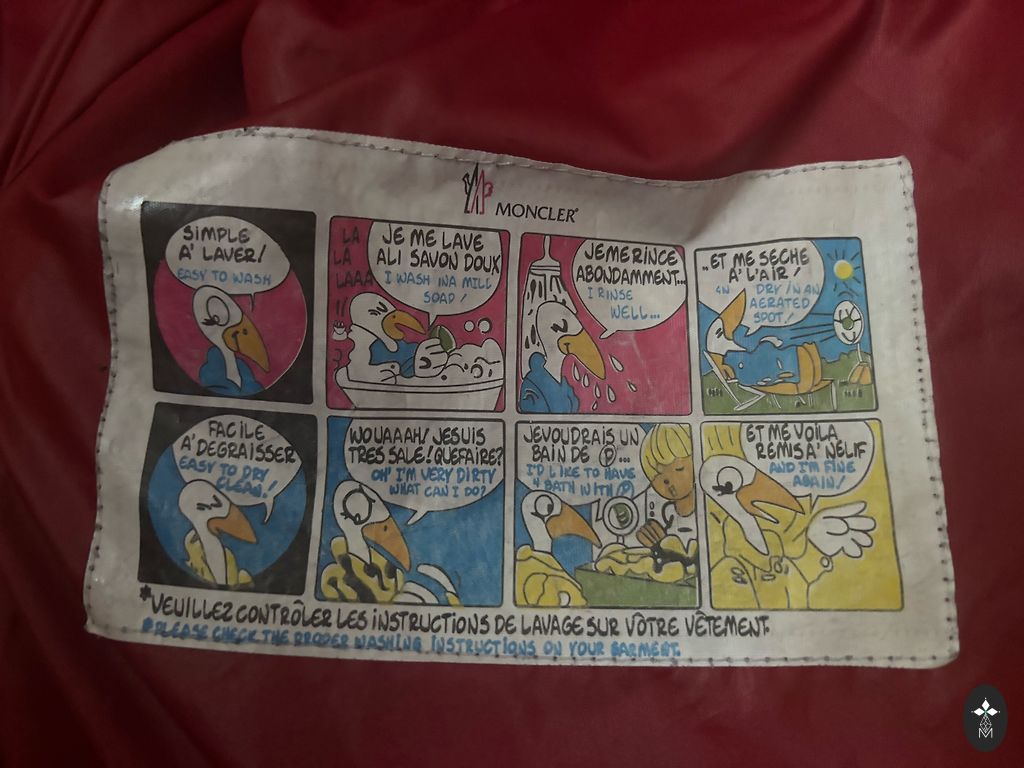 MONCLER
SIMPLE
A' LAVER!
EASY TO WASH
LA
LA
LAAA
!!
JE ME LAVE
ALI SAVON DOUX
I WASH INA MILL
SOAP!
JEMERINCE
ABONDAMMENT...
I RINSE
WELL...
..ET ME SECHE
A' L'AIR!
DRY IN AN
AERATED
SPOT!
FACILE
A' DEGRAISSER
EASY TO DRY
CLEAN!
WOUAAAH! JESUIS
TRES SALE! QUEFAIRE?
OH' I'M VERY DIRTY
WHAT CAN I DO?
JEVOUDRAIS UN
BAIN DE P...
I'D LIKE TO HAVE
A BATH WITH P
ET ME VOILA
REMIS A' NELIF
AND I'M FINE
AGAIN!
*VEUILLEZ CONTRÔLER LES INSTRUCTIONS DE LAVAGE SUR VÔTRE VÊTEMENT.
PLEASE CHECK THE PROPER WASHING INSTRUCTIONS ON YOUR GARMENT.
M